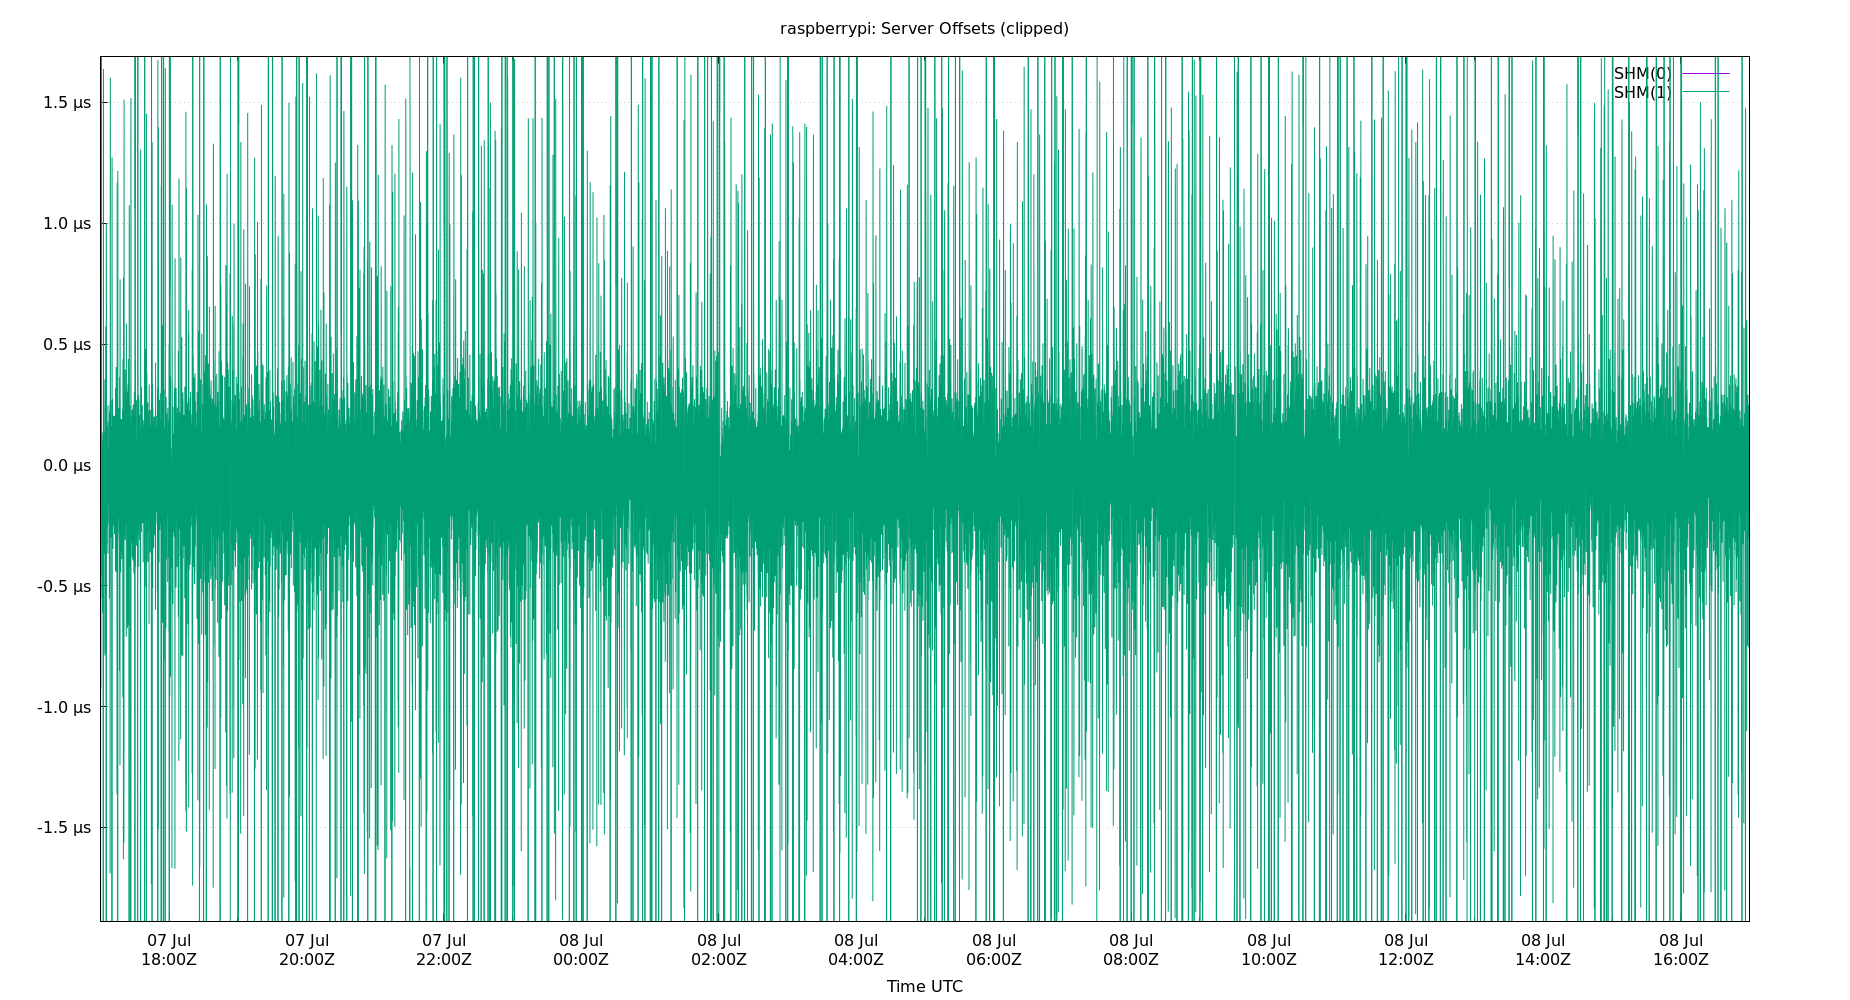 raspberrypi: Server Offsets (clipped)
SHM(0)
SHM(1)
1.5 µs
1.0 µs
0.5 µs
0.0 µs
-0.5 µs
-1.0 µs
-1.5 µs
07 Jul 07 Jul 07 Jul 08 Jul 08 Jul 08 Jul 08 Jul 08 Jul 08 Jul 08 Jul 08 Jul 08 Jul
18:00Z 20:00Z 22:00Z 00:00Z 02:00Z 04:00Z 06:00Z 08:00Z 10:00Z 12:00Z 14:00Z 16:00Z
Time UTC